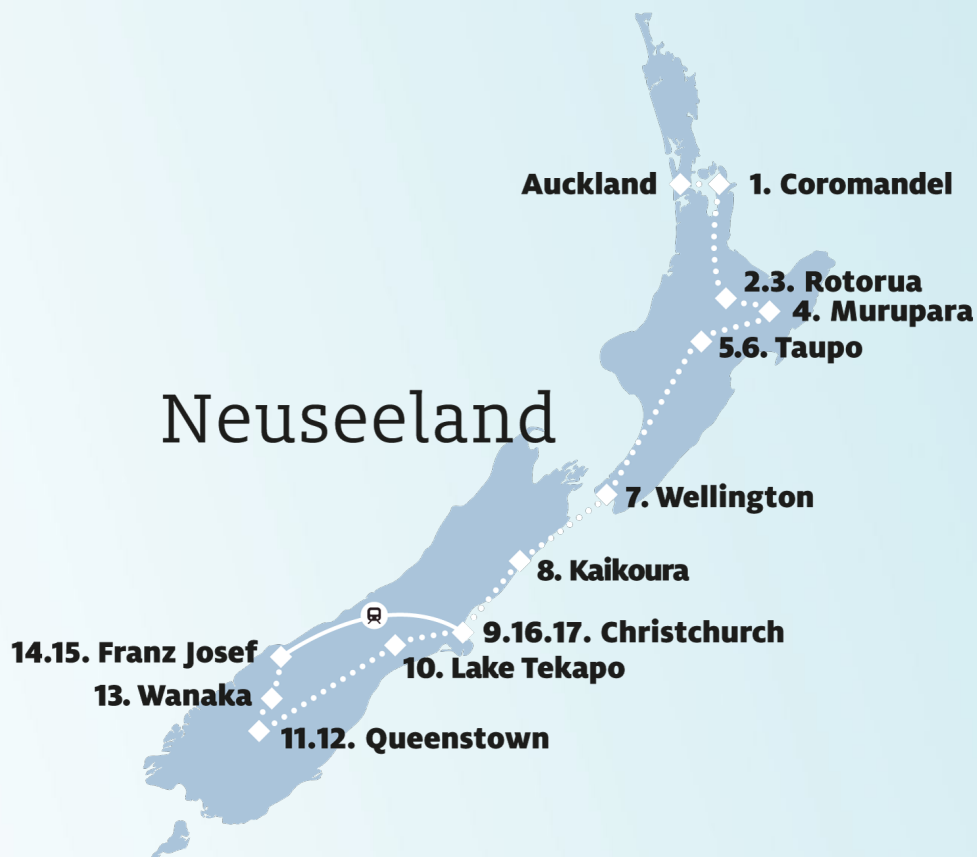 Auckland
1. Coromandel
2.3. Rotorua
4. Murupara
5.6. Taupo
Neuseeland
7. Wellington
8. Kaikoura
9.16.17. Christchurch
14.15. Franz Josef
10. Lake Tekapo
13. Wanaka
11.12. Queenstown